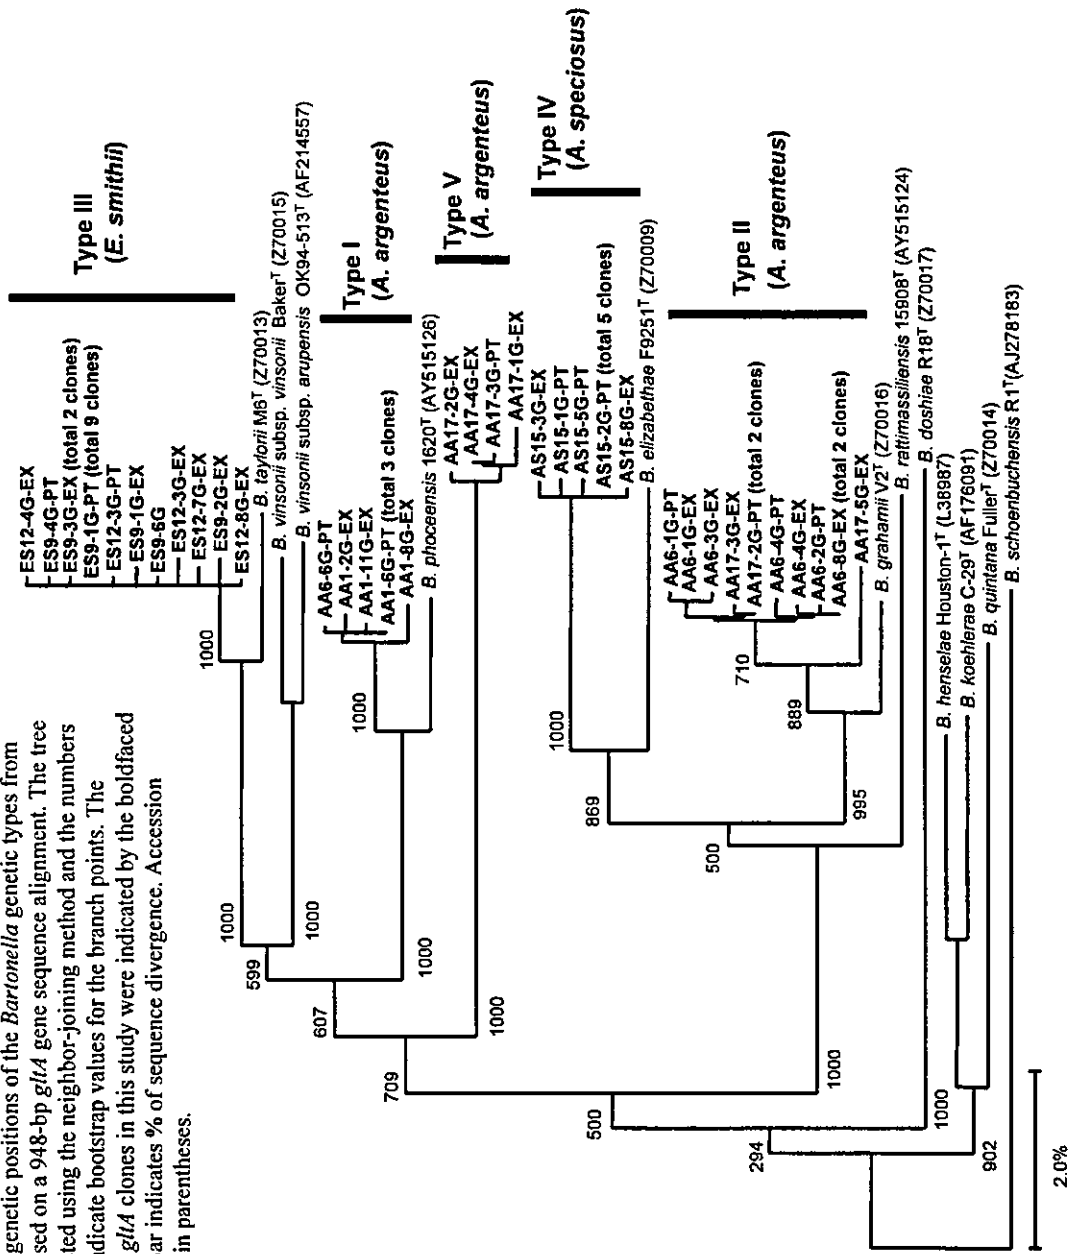 genetic positions of the Bartonella genetic types from
sed on a 948-bp gltA gene sequence alignment. The tree
ted using the neighbor-joining method and the numbers
dicate bootstrap values for the branch points. The
gltA clones in this study were indicated by the boldfaced
ar indicates % of sequence divergence. Accession
in parentheses.
ES12-4G-EX
ES9-4G-PT
ES9-3G-EX (total 2 clones)
ES9-1G-PT (total 9 clones)
ES12-3G-PT
ES9-1G-EX
ES9-6G
ES12-3G-EX
ES12-7G-EX
ES9-2G-EX
ES12-8G-EX
Type III
(E. smithii)
B. taylorii M6T (Z70013)
B. vinsonii subsp. vinsonii BakerT (Z70015)
B. vinsonii subsp. arupensis OK94-513T (AF214557)
AA6-6G-PT
AA1-2G-EX
AA1-11G-EX
AA1-6G-PT (total 3 clones)
AA1-8G-EX
Type I
(A. argenteus)
B. phoceensis 1620T (AY515126)
AA17-2G-EX
AA17-4G-EX
AA17-3G-PT
AA17-1G-EX
Type V
(A. argenteus)
AS15-3G-EX
AS15-1G-PT
AS15-5G-PT
AS15-2G-PT (total 5 clones)
AS15-8G-EX
Type IV
(A. speciosus)
B. elizabethae F9251T (Z70009)
AA6-1G-PT
AA6-1G-EX
AA6-3G-EX
AA17-3G-EX
AA17-2G-PT (total 2 clones)
AA6-4G-PT
AA6-4G-EX
AA6-2G-PT
AA6-8G-EX (total 2 clones)
AA17-5G-EX
Type II
(A. argenteus)
B. grahamii V2T (Z70016)
B. rattimassiliensis 15908T (AY515124)
B. doshiae R18T (Z70017)
B. henselae Houston-1T (L38987)
B. koehlerae C-29T (AF176091)
B. quintana FullerT (Z70014)
B. schoenbuchensis R1T(AJ278183)
1000
1000
1000
599
1000
1000
607
1000
709
1000
869
710
889
995
500
1000
500
294
1000
902
2.0%